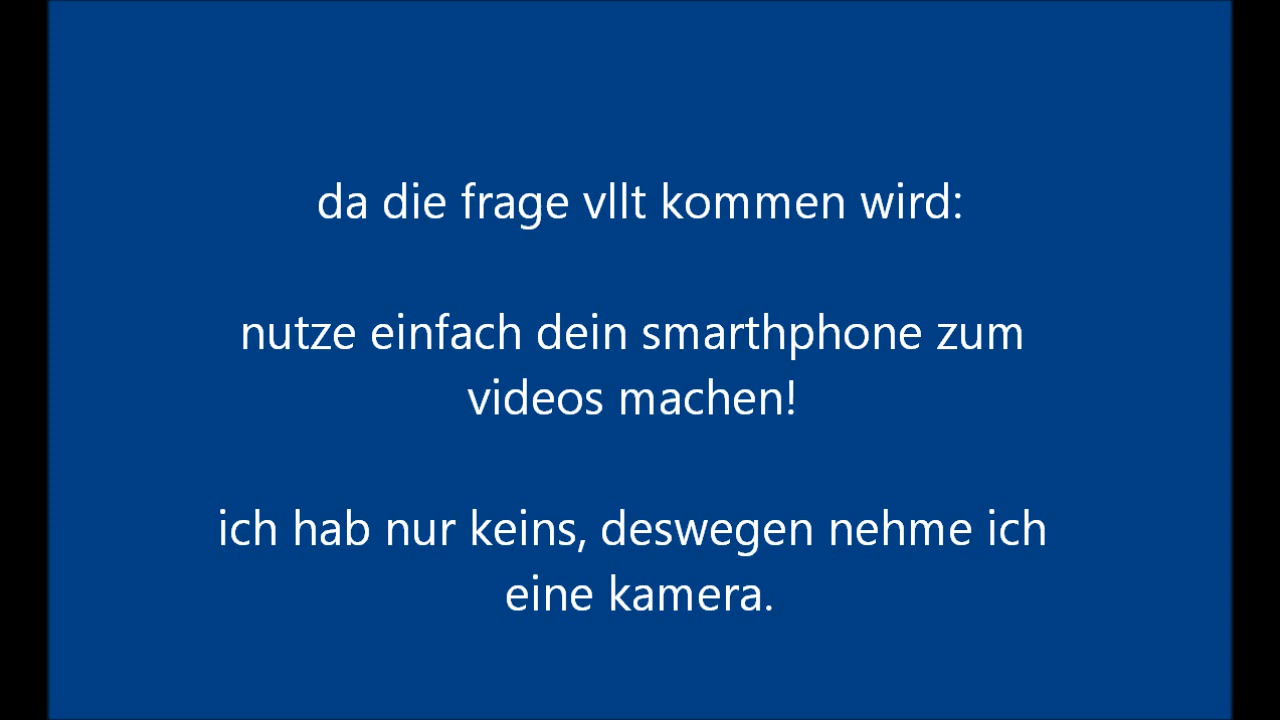 da die frage vllt kommen wird:
nutze einfach dein smarthphone zum
videos machen!
ich hab nur keins, deswegen nehme ich
eine kamera.